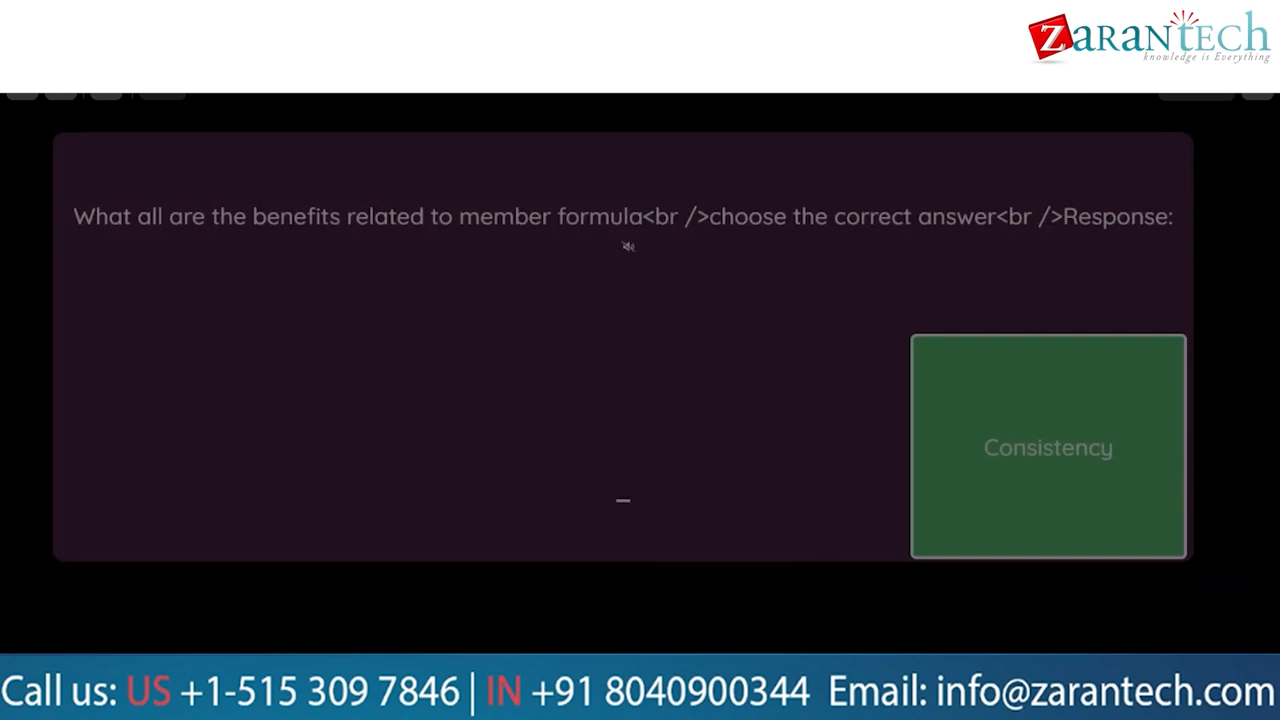 ZARANTECH
knowledge is Everything
What all are the benefits related to member formula<br />choose the correct answer<br />Response:
Consistency
Call us: US +1-515 309 7846 | IN +91 8040900344 Email: info@zarantech.com